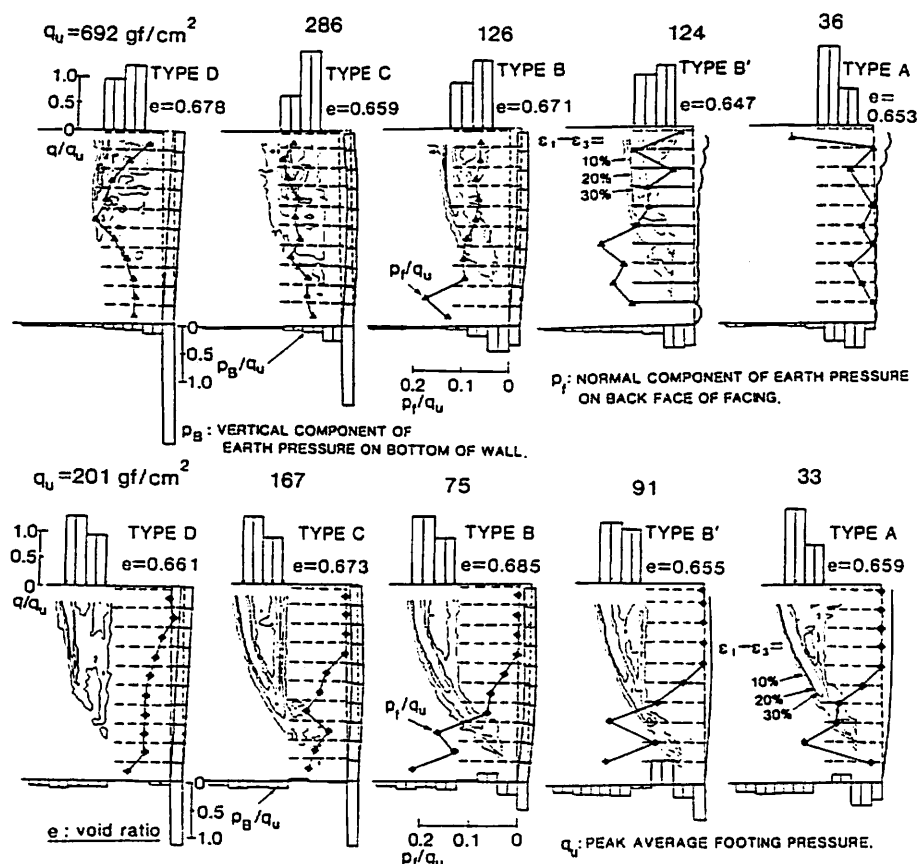 q_u=692 gf/cm² 286 126 124 36
1.0
0.5
0
q/q_u
TYPE D
e=0.678
TYPE C
e=0.659
TYPE B
e=0.671
TYPE B'
e=0.647
TYPE A
e=
0.653
ε₁−ε₃=
10%
20%
30%
p_f/q_u
0
0.5
1.0
p_B/q_u
0.2 0.1 0
p_f/q_u
p_f: NORMAL COMPONENT OF EARTH PRESSURE
ON BACK FACE OF FACING.
p_B: VERTICAL COMPONENT OF
EARTH PRESSURE ON BOTTOM OF WALL.
q_u=201 gf/cm² 167 75 91 33
1.0
0.5
0
q/q_u
TYPE D
e=0.661
TYPE C
e=0.673
TYPE B
e=0.685
TYPE B'
e=0.655
TYPE A
e=0.659
ε₁−ε₃=
10%
20%
30%
p_f/q_u
0
0.5
1.0
p_B/q_u
e: void ratio
0.2 0.1 0
p_f/q_u
q_u: PEAK AVERAGE FOOTING PRESSURE.